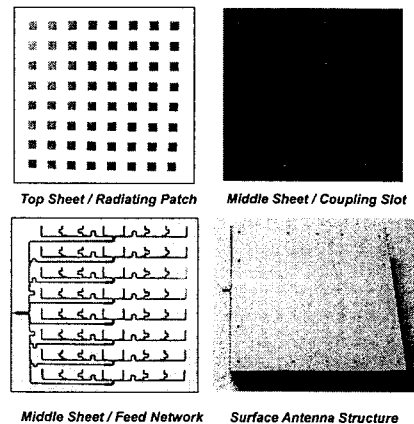 Top Sheet / Radiating Patch
Middle Sheet / Coupling Slot
Middle Sheet / Feed Network
Surface Antenna Structure